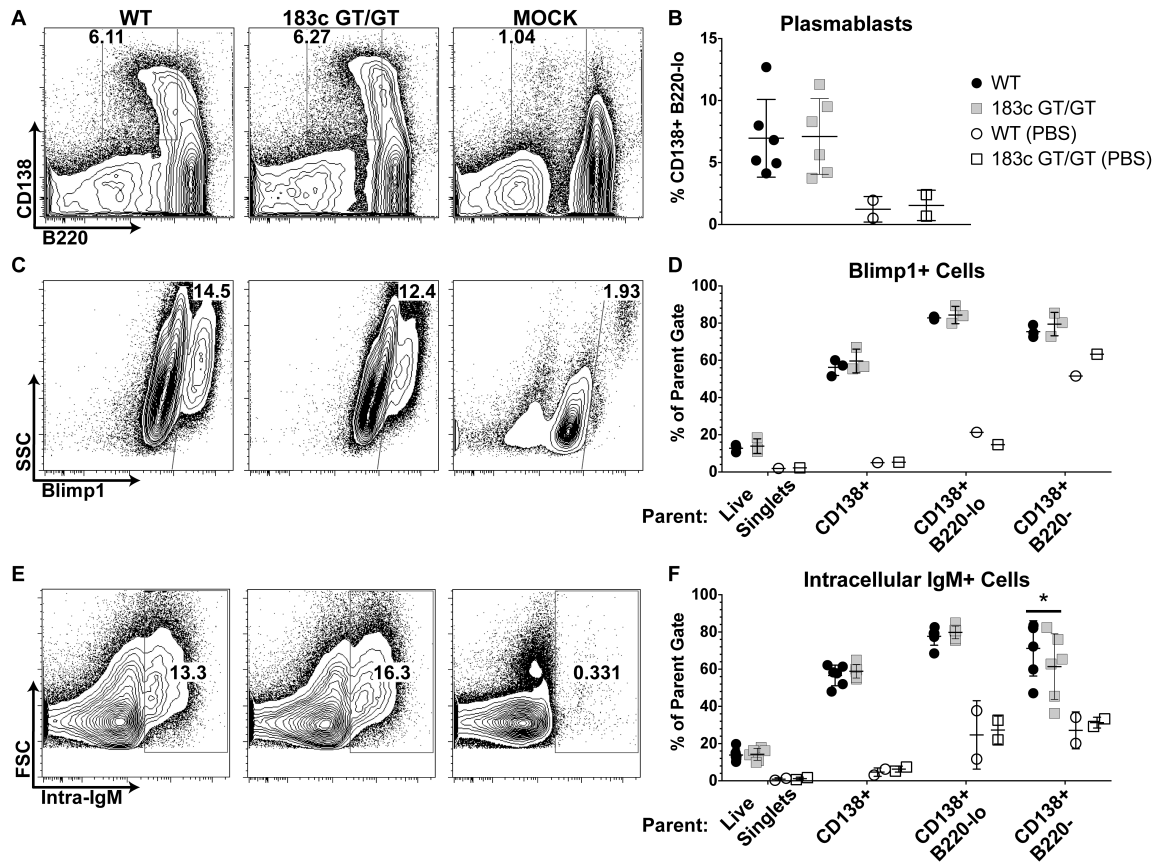 A
WT
183c GT/GT
MOCK
6.11
6.27
1.04
CD138
B220
B
Plasmablasts
% CD138+ B220-lo
15
10
5
0
WT
183c GT/GT
WT (PBS)
183c GT/GT (PBS)
C
14.5
12.4
1.93
SSC
Blimp1
D
Blimp1+ Cells
% of Parent Gate
100
80
60
40
20
0
Parent:
Live
Singlets
CD138+
CD138+
B220-lo
CD138+
B220-
E
13.3
16.3
0.331
FSC
Intra-IgM
F
Intracellular IgM+ Cells
*
% of Parent Gate
100
80
60
40
20
0
Parent:
Live
Singlets
CD138+
CD138+
B220-lo
CD138+
B220-